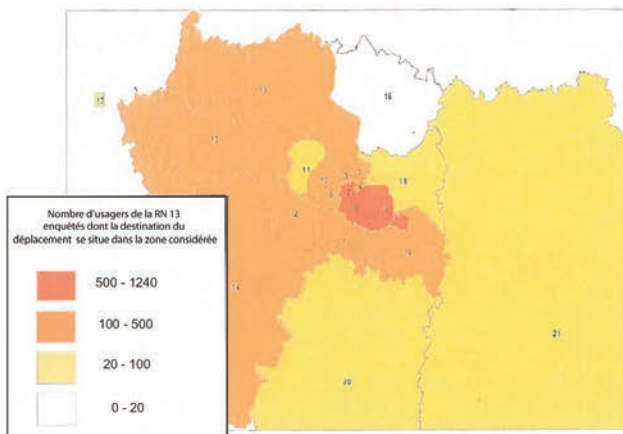 16
17
11
18
21
20
Nombre d'usagers de la RN 13
enquêtés dont la destination du
déplacement se situe dans la zone considérée
500 - 1240
100 - 500
20 - 100
0 - 20